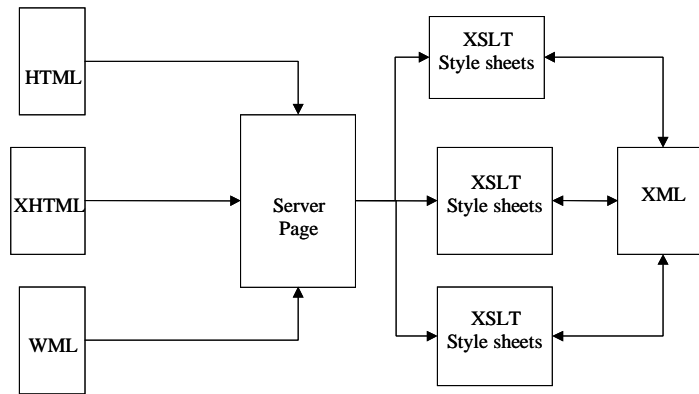 HTML
XHTML
WML
Server
Page
XSLT
Style sheets
XSLT
Style sheets
XSLT
Style sheets
XML